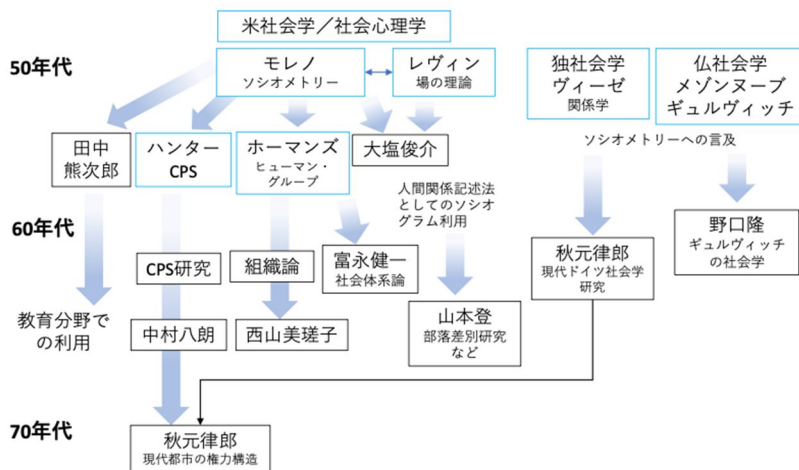 米社会学／社会心理学
50年代
モレノ
ソシオメトリー
レヴィン
場の理論
独社会学
ヴィーゼ
関係学
仏社会学
メゾンヌーブ
ギュルヴィッチ
ソシオメトリーへの言及
田中
熊次郎
ハンター
CPS
ホーマンズ
ヒューマン・
グループ
大塩俊介
人間関係記述法
としてのソシオ
グラム利用
60年代
野口隆
ギュルヴィッチ
の社会学
CPS研究
組織論
富永健一
社会体系論
秋元律郎
現代ドイツ社会学
研究
教育分野で
の利用
中村八朗
西山美瑳子
山本登
部落差別研究
など
70年代
秋元律郎
現代都市の権力構造